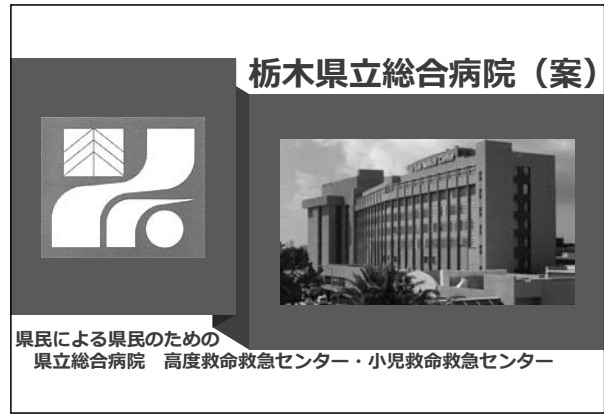 栃木県立総合病院（案）
県民による県民のための
県立総合病院　高度救命救急センター・小児救命救急センター